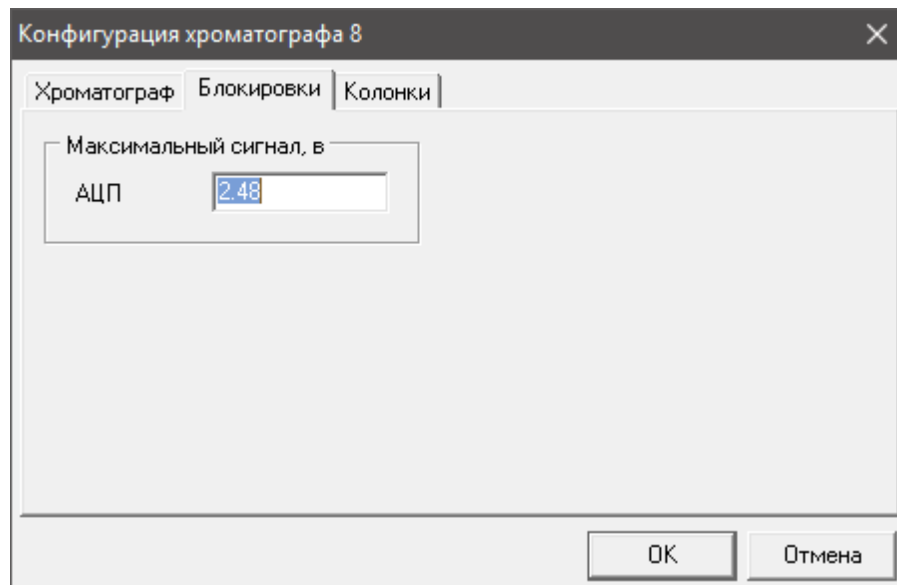 Конфигурация хроматографа 8
Хроматограф Блокировки Колонки
Максимальный сигнал, в
АЦП 2.48
OK Отмена